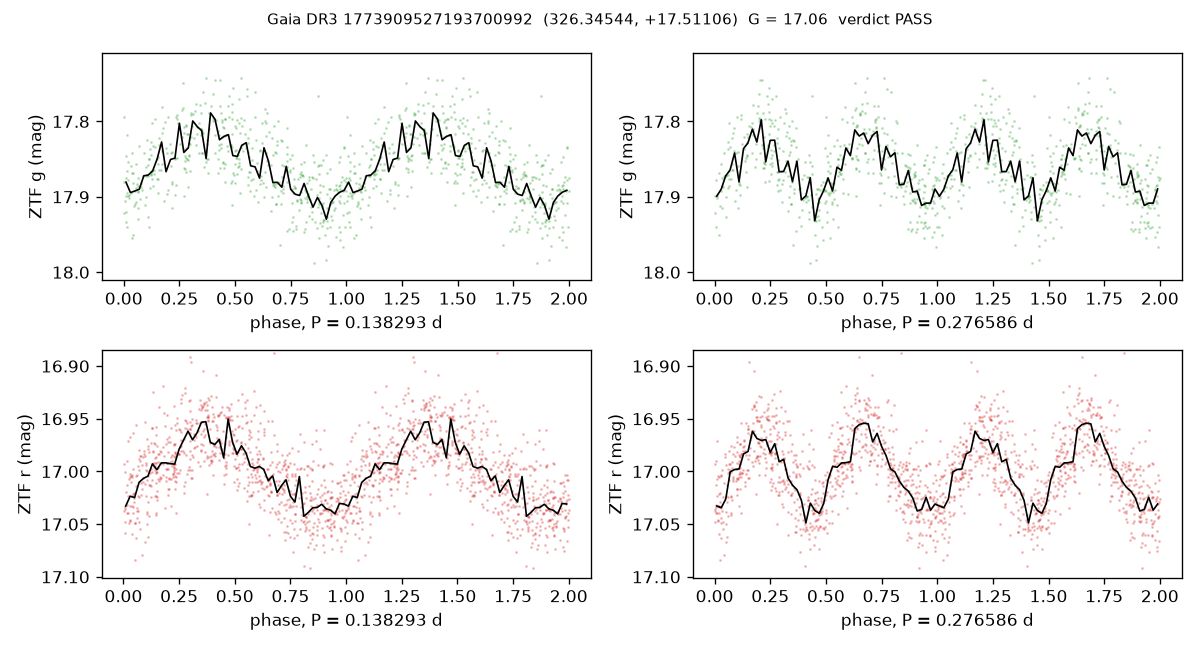 Gaia DR3 1773909527193700992 (326.34544, +17.51106) G = 17.06 verdict PASS
ZTF g (mag)
17.8
17.9
18.0
0.00 0.25 0.50 0.75 1.00 1.25 1.50 1.75 2.00
phase, P = 0.138293 d
ZTF g (mag)
17.8
17.9
18.0
0.00 0.25 0.50 0.75 1.00 1.25 1.50 1.75 2.00
phase, P = 0.276586 d
ZTF r (mag)
16.90
16.95
17.00
17.05
17.10
0.00 0.25 0.50 0.75 1.00 1.25 1.50 1.75 2.00
phase, P = 0.138293 d
ZTF r (mag)
16.90
16.95
17.00
17.05
17.10
0.00 0.25 0.50 0.75 1.00 1.25 1.50 1.75 2.00
phase, P = 0.276586 d